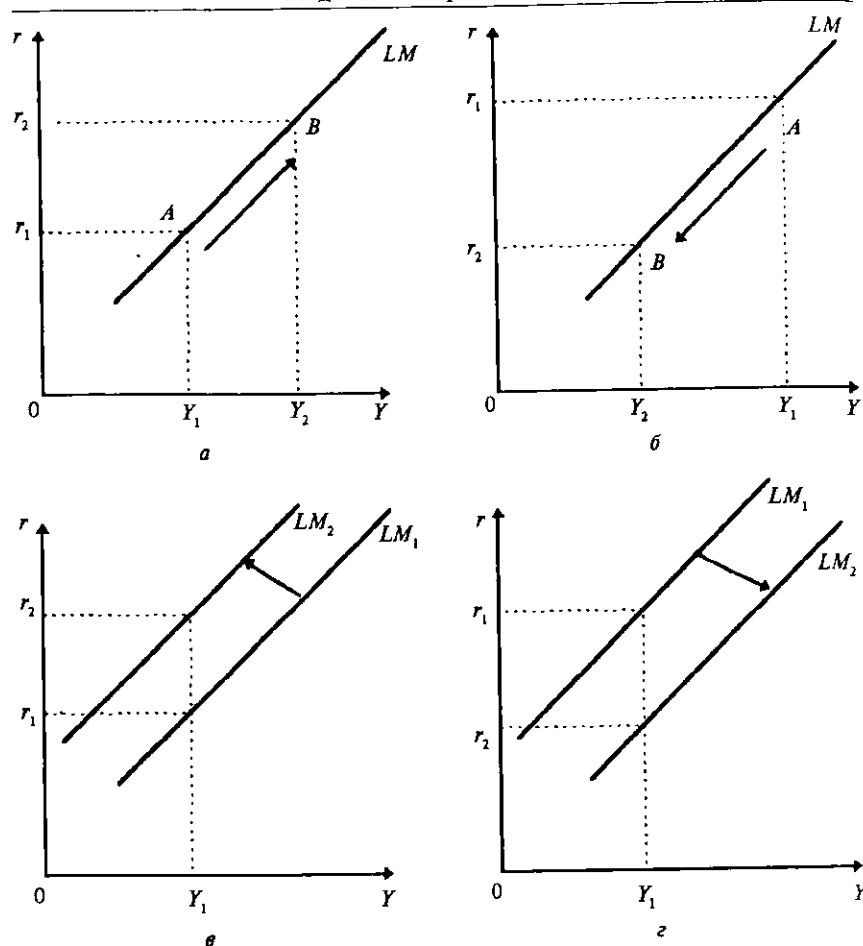 r
LM
r₂
B
A
r₁
0
Y₁
Y₂
Y
а
r
LM
r₁
A
r₂
B
0
Y₂
Y₁
Y
б
r
LM₂
LM₁
r₂
r₁
0
Y₁
Y
в
r
LM₁
LM₂
r₁
r₂
0
Y₁
Y
г